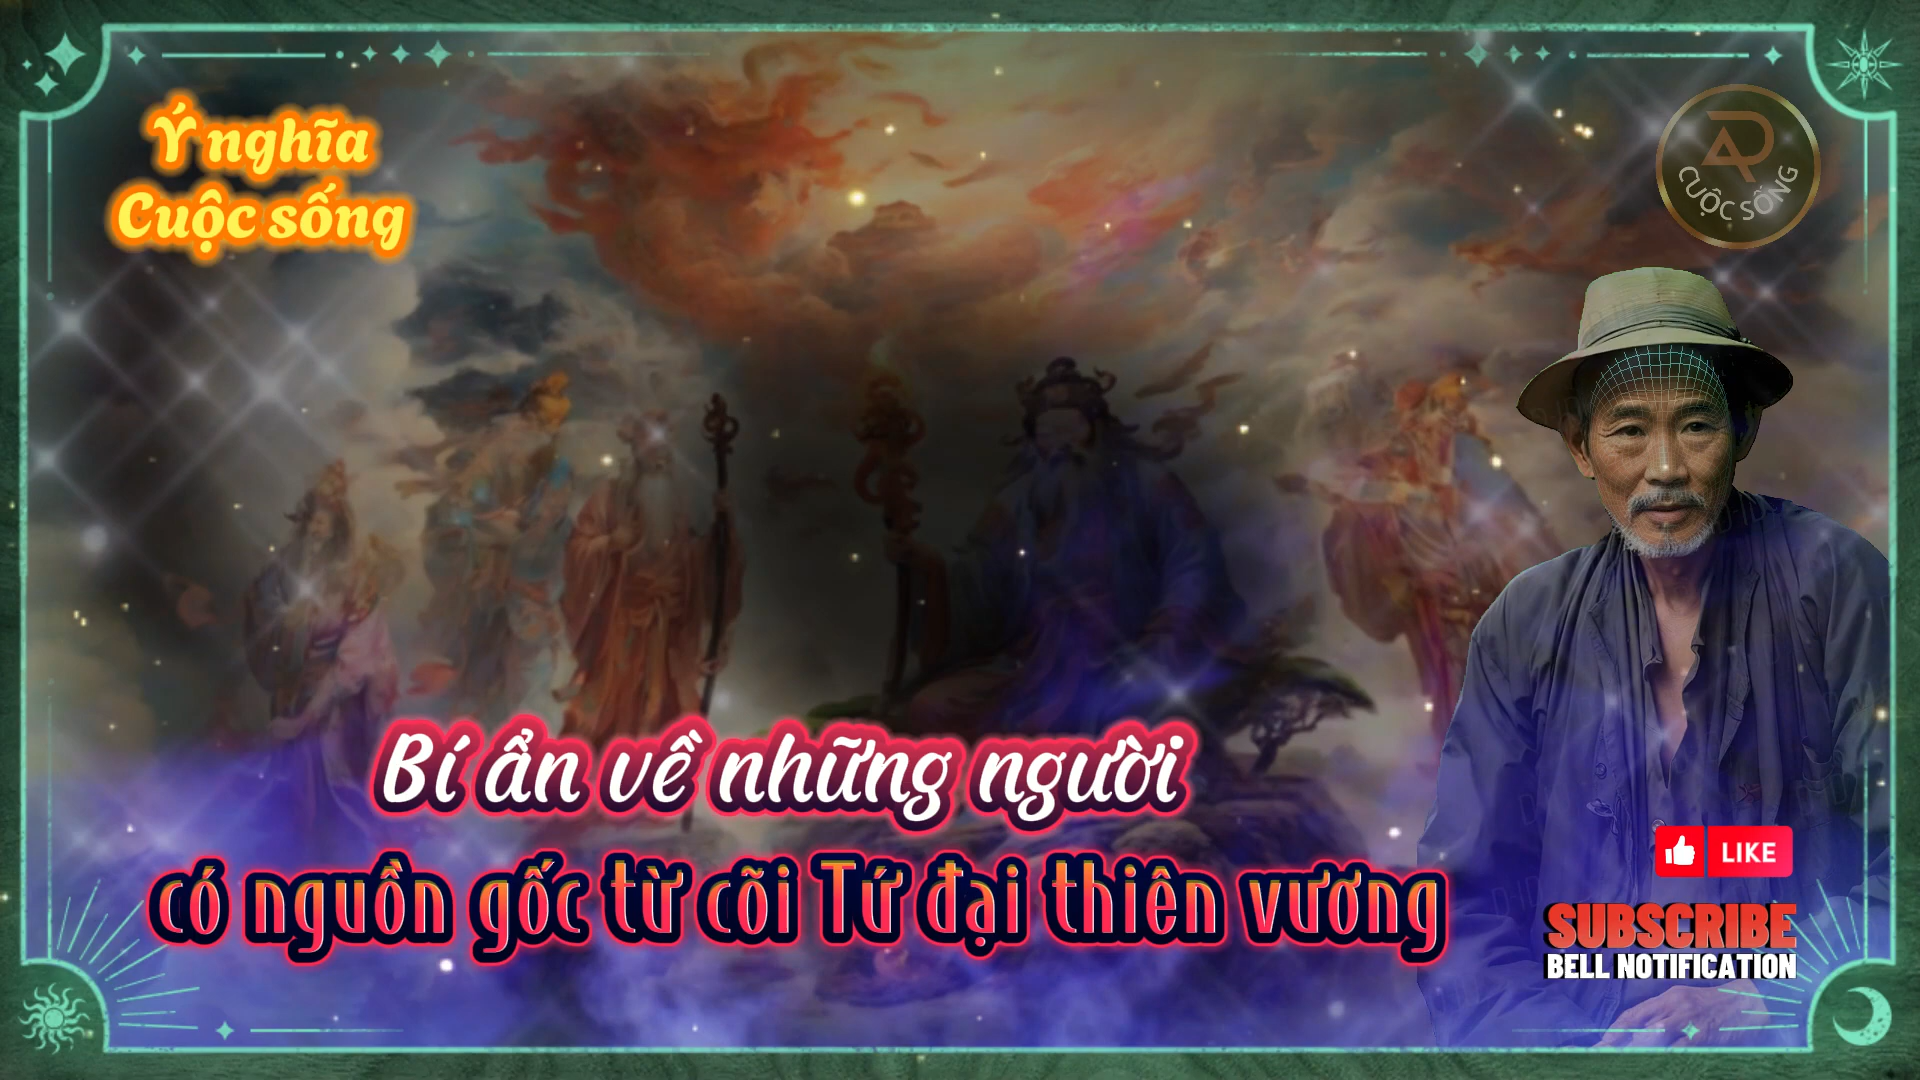 Ý nghĩa
Cuộc sống
AP
CUỘC SỐNG
Bí ẩn về những người
có nguồn gốc từ cõi Tứ đại thiên vương
LIKE
SUBSCRIBE
BELL NOTIFICATION